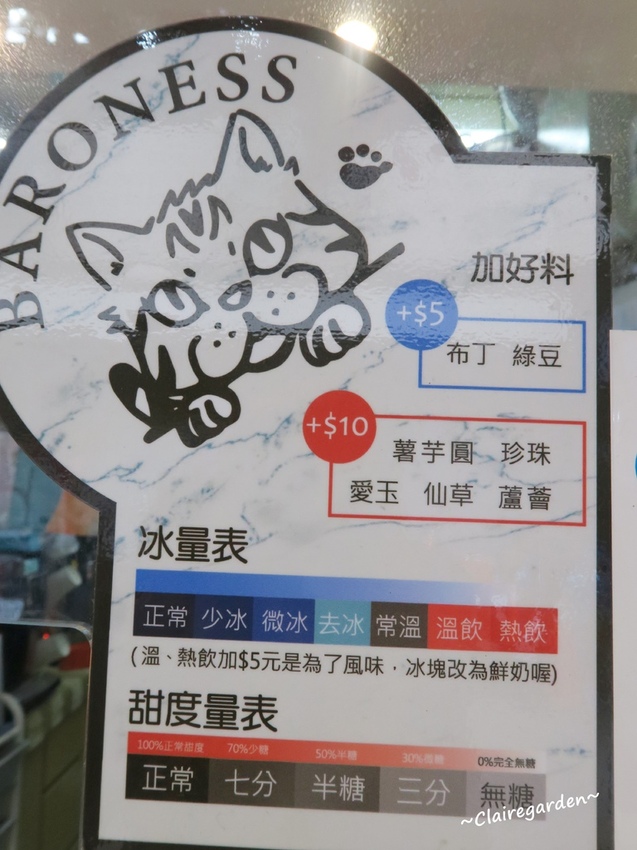 BARONESS
加好料
+$5
布丁 綠豆
+$10
薯芋圓 珍珠
愛玉 仙草 蘆薈
冰量表
正常 少冰 微冰 去冰 常溫 溫飲 熱飲
(溫、熱飲加$5元是為了風味，冰塊改為鮮奶喔)
甜度量表
100%正常甜度 70%少糖 50%半糖 30%微糖 0%完全無糖
正常 七分 半糖 三分 無糖
~Clairegarden~